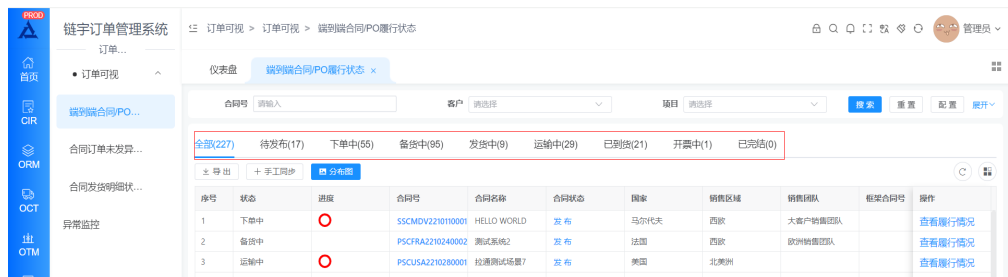 PROD
链宇订单管理系统
订单可视 > 订单可视 > 端到端合同/PO履行状态
管理员
订单...
首页
订单可视
仪表盘
端到端合同/PO履行状态 ×
合同号 请输入
客户 请选择
项目 请选择
搜索 重置 配置 展开
CIR
端到端合同/PO...
全部(227) 待发布(17) 下单中(55) 备货中(95) 发货中(9) 运输中(29) 已到货(21) 开票中(1) 已完结(0)
ORM
合同订单未发异...
导出 + 手工同步 分布图
OCT
合同发货明细状...
序号 状态 进度 合同号 合同名称 合同状态 国家 销售区域 销售团队 框架合同号 操作
异常监控
1 下单中 SSCMDV2210110001 HELLO WORLD 发布 马尔代夫 西欧 大客户销售团队 查看履行情况
OTM
2 备货中 PSCFRA2210240002 测试系统2 发布 法国 西欧 欧洲销售团队 查看履行情况
3 运输中 PSCUSA2210280001 拉通测试场景7 发布 美国 北美洲 查看履行情况